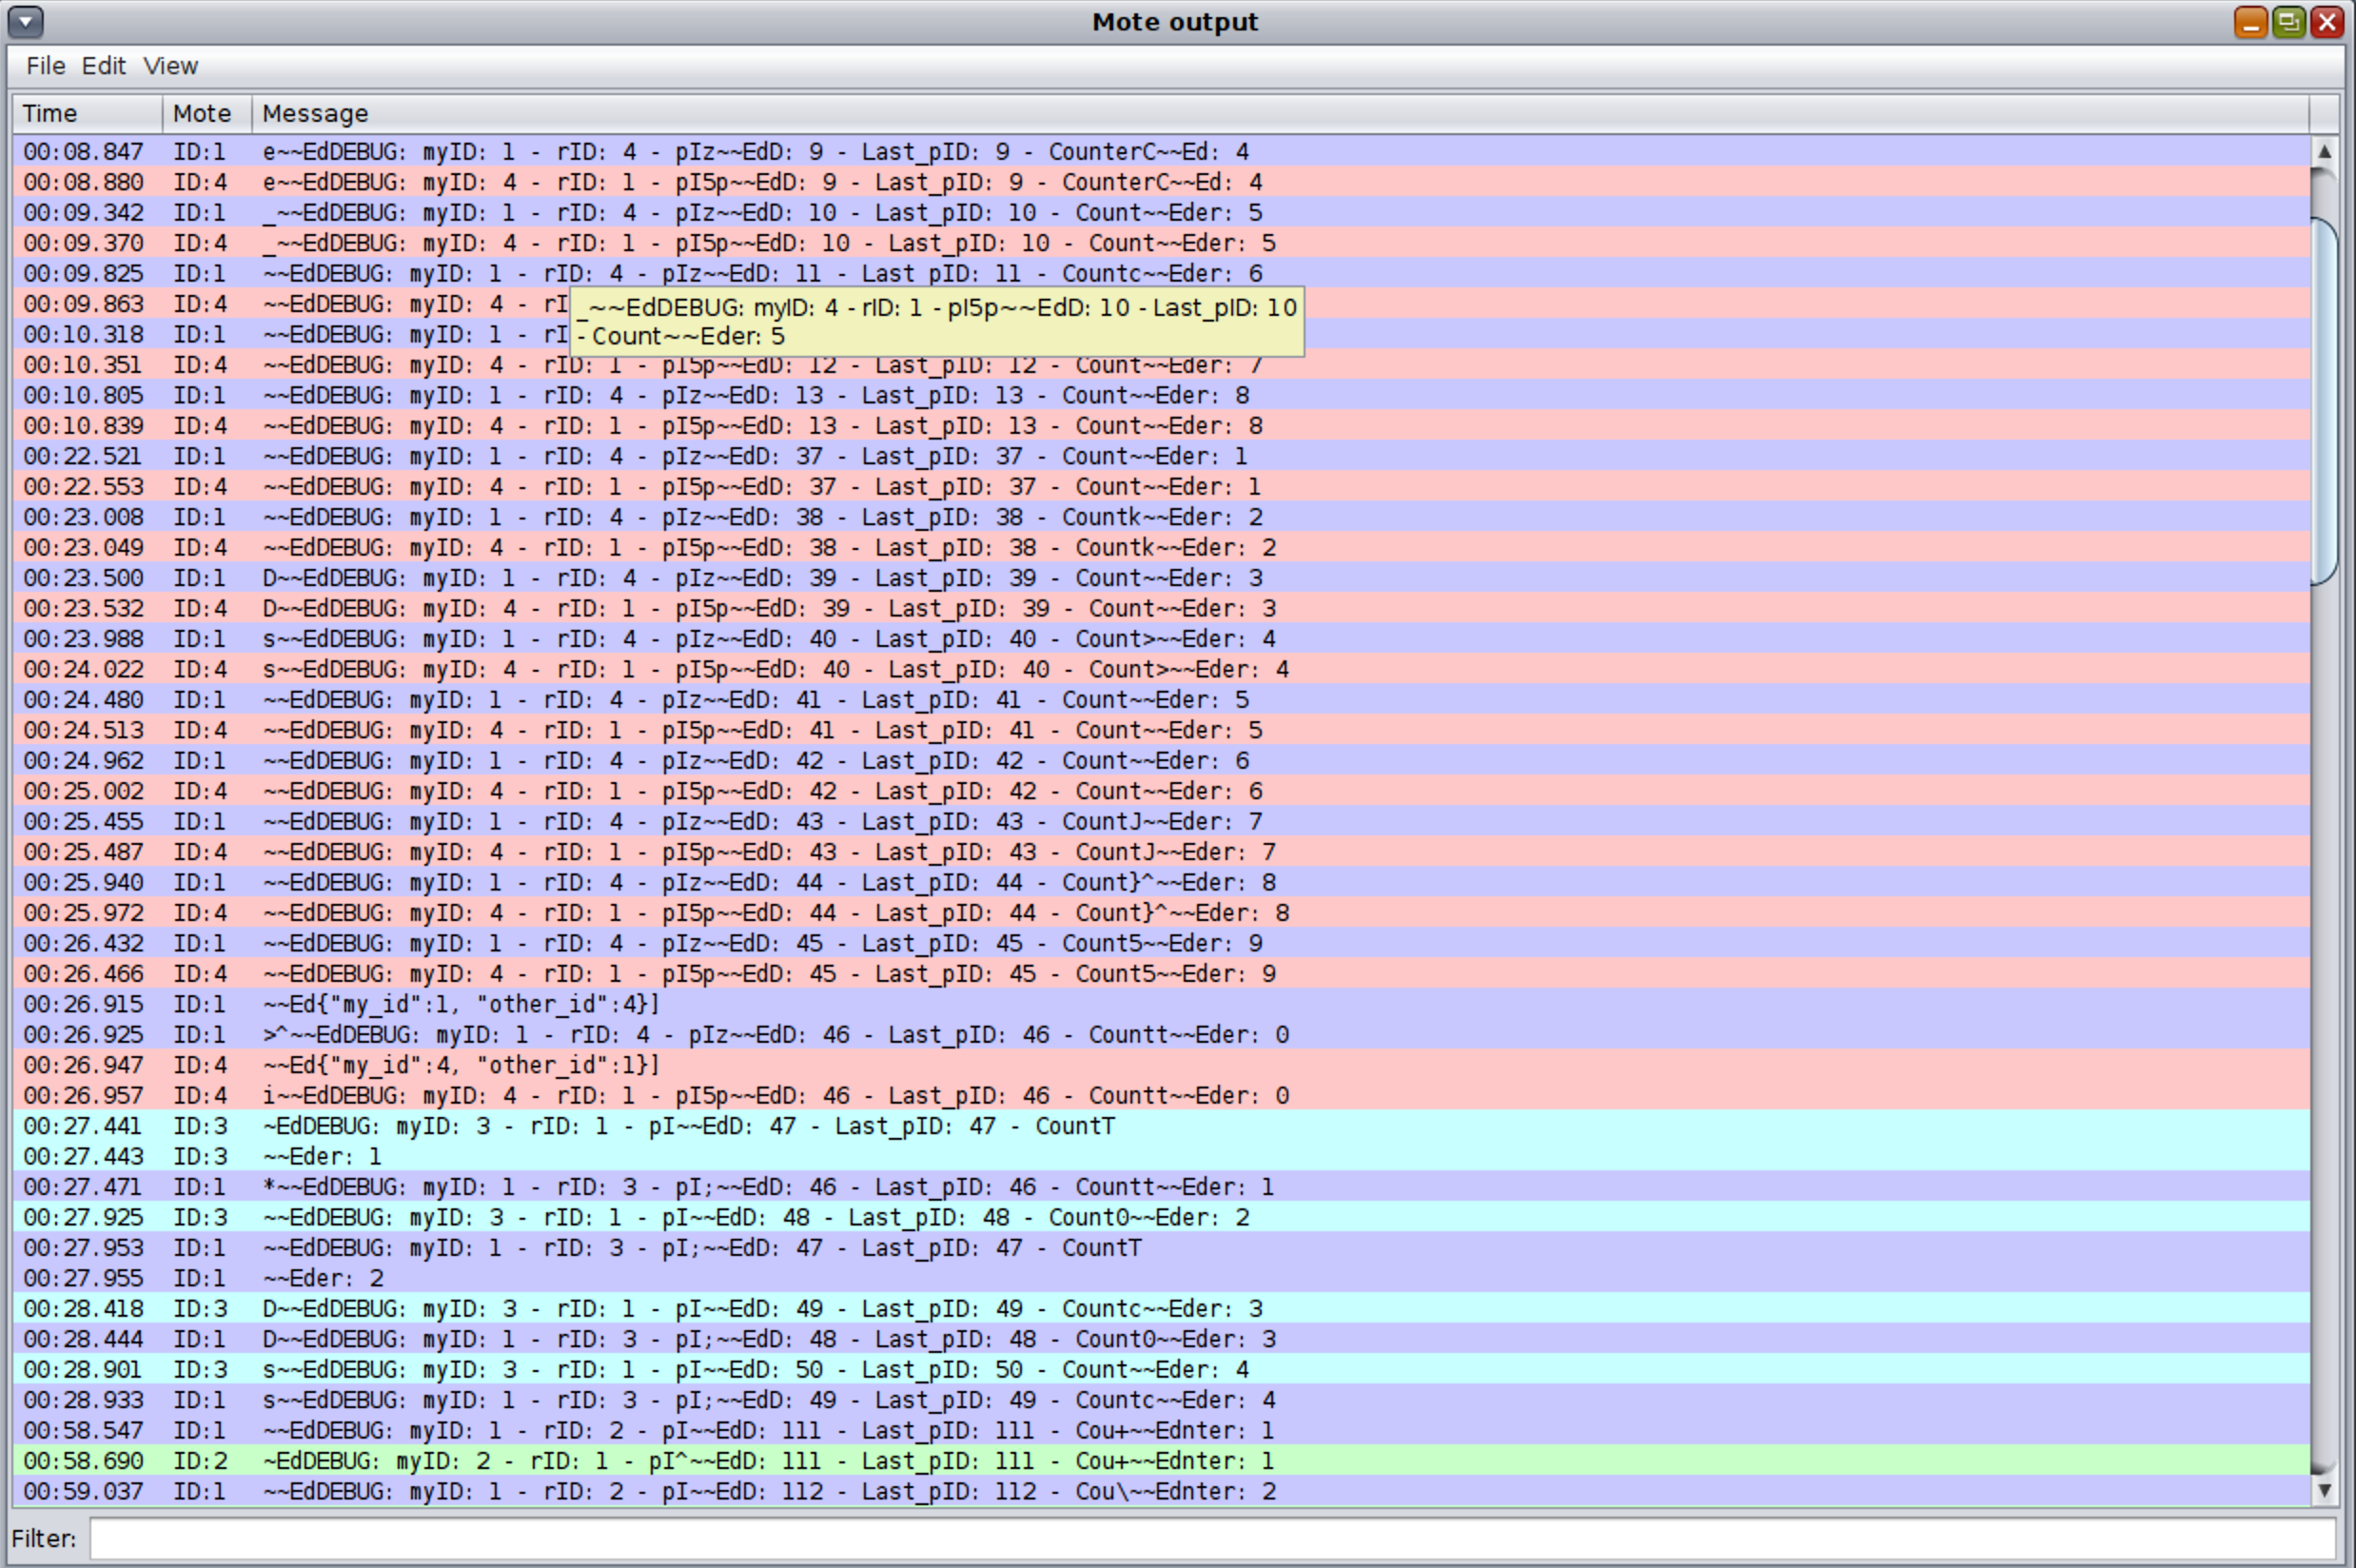 Mote output
File Edit View
Time Mote Message
00:08.847 ID:1 e~~EdDEBUG: myID: 1 - rID: 4 - pIz~~EdD: 9 - Last_pID: 9 - CounterC~~Ed: 4
00:08.880 ID:4 e~~EdDEBUG: myID: 4 - rID: 1 - pI5p~~EdD: 9 - Last_pID: 9 - CounterC~~Ed: 4
00:09.342 ID:1 _~~EdDEBUG: myID: 1 - rID: 4 - pIz~~EdD: 10 - Last_pID: 10 - Count~~Eder: 5
00:09.370 ID:4 _~~EdDEBUG: myID: 4 - rID: 1 - pI5p~~EdD: 10 - Last_pID: 10 - Count~~Eder: 5
00:09.825 ID:1 ~~EdDEBUG: myID: 1 - rID: 4 - pIz~~EdD: 11 - Last_pID: 11 - Countc~~Eder: 6
00:09.863 ID:4 ~~EdDEBUG: myID: 4 - rI
_~~EdDEBUG: myID: 4 - rID: 1 - pI5p~~EdD: 10 - Last_pID: 10
- Count~~Eder: 5
00:10.318 ID:1 ~~EdDEBUG: myID: 1 - rI
00:10.351 ID:4 ~~EdDEBUG: myID: 4 - rID: 1 - pI5p~~EdD: 12 - Last_pID: 12 - Count~~Eder: 7
00:10.805 ID:1 ~~EdDEBUG: myID: 1 - rID: 4 - pIz~~EdD: 13 - Last_pID: 13 - Count~~Eder: 8
00:10.839 ID:4 ~~EdDEBUG: myID: 4 - rID: 1 - pI5p~~EdD: 13 - Last_pID: 13 - Count~~Eder: 8
00:22.521 ID:1 ~~EdDEBUG: myID: 1 - rID: 4 - pIz~~EdD: 37 - Last_pID: 37 - Count~~Eder: 1
00:22.553 ID:4 ~~EdDEBUG: myID: 4 - rID: 1 - pI5p~~EdD: 37 - Last_pID: 37 - Count~~Eder: 1
00:23.008 ID:1 ~~EdDEBUG: myID: 1 - rID: 4 - pIz~~EdD: 38 - Last_pID: 38 - Countk~~Eder: 2
00:23.049 ID:4 ~~EdDEBUG: myID: 4 - rID: 1 - pI5p~~EdD: 38 - Last_pID: 38 - Countk~~Eder: 2
00:23.500 ID:1 D~~EdDEBUG: myID: 1 - rID: 4 - pIz~~EdD: 39 - Last_pID: 39 - Count~~Eder: 3
00:23.532 ID:4 D~~EdDEBUG: myID: 4 - rID: 1 - pI5p~~EdD: 39 - Last_pID: 39 - Count~~Eder: 3
00:23.988 ID:1 s~~EdDEBUG: myID: 1 - rID: 4 - pIz~~EdD: 40 - Last_pID: 40 - Count>~~Eder: 4
00:24.022 ID:4 s~~EdDEBUG: myID: 4 - rID: 1 - pI5p~~EdD: 40 - Last_pID: 40 - Count>~~Eder: 4
00:24.480 ID:1 ~~EdDEBUG: myID: 1 - rID: 4 - pIz~~EdD: 41 - Last_pID: 41 - Count~~Eder: 5
00:24.513 ID:4 ~~EdDEBUG: myID: 4 - rID: 1 - pI5p~~EdD: 41 - Last_pID: 41 - Count~~Eder: 5
00:24.962 ID:1 ~~EdDEBUG: myID: 1 - rID: 4 - pIz~~EdD: 42 - Last_pID: 42 - Count~~Eder: 6
00:25.002 ID:4 ~~EdDEBUG: myID: 4 - rID: 1 - pI5p~~EdD: 42 - Last_pID: 42 - Count~~Eder: 6
00:25.455 ID:1 ~~EdDEBUG: myID: 1 - rID: 4 - pIz~~EdD: 43 - Last_pID: 43 - CountJ~~Eder: 7
00:25.487 ID:4 ~~EdDEBUG: myID: 4 - rID: 1 - pI5p~~EdD: 43 - Last_pID: 43 - CountJ~~Eder: 7
00:25.940 ID:1 ~~EdDEBUG: myID: 1 - rID: 4 - pIz~~EdD: 44 - Last_pID: 44 - Count}^~~Eder: 8
00:25.972 ID:4 ~~EdDEBUG: myID: 4 - rID: 1 - pI5p~~EdD: 44 - Last_pID: 44 - Count}^~~Eder: 8
00:26.432 ID:1 ~~EdDEBUG: myID: 1 - rID: 4 - pIz~~EdD: 45 - Last_pID: 45 - Count5~~Eder: 9
00:26.466 ID:4 ~~EdDEBUG: myID: 4 - rID: 1 - pI5p~~EdD: 45 - Last_pID: 45 - Count5~~Eder: 9
00:26.915 ID:1 ~~Ed{"my_id":1, "other_id":4}]
00:26.925 ID:1 >^~~EdDEBUG: myID: 1 - rID: 4 - pIz~~EdD: 46 - Last_pID: 46 - Countt~~Eder: 0
00:26.947 ID:4 ~~Ed{"my_id":4, "other_id":1}]
00:26.957 ID:4 i~~EdDEBUG: myID: 4 - rID: 1 - pI5p~~EdD: 46 - Last_pID: 46 - Countt~~Eder: 0
00:27.441 ID:3 ~EdDEBUG: myID: 3 - rID: 1 - pI~~EdD: 47 - Last_pID: 47 - CountT
00:27.443 ID:3 ~~Eder: 1
00:27.471 ID:1 *~~EdDEBUG: myID: 1 - rID: 3 - pI;~~EdD: 46 - Last_pID: 46 - Countt~~Eder: 1
00:27.925 ID:3 ~~EdDEBUG: myID: 3 - rID: 1 - pI~~EdD: 48 - Last_pID: 48 - Count0~~Eder: 2
00:27.953 ID:1 ~~EdDEBUG: myID: 1 - rID: 3 - pI;~~EdD: 47 - Last_pID: 47 - CountT
00:27.955 ID:1 ~~Eder: 2
00:28.418 ID:3 D~~EdDEBUG: myID: 3 - rID: 1 - pI~~EdD: 49 - Last_pID: 49 - Countc~~Eder: 3
00:28.444 ID:1 D~~EdDEBUG: myID: 1 - rID: 3 - pI;~~EdD: 48 - Last_pID: 48 - Count0~~Eder: 3
00:28.901 ID:3 s~~EdDEBUG: myID: 3 - rID: 1 - pI~~EdD: 50 - Last_pID: 50 - Count~~Eder: 4
00:28.933 ID:1 s~~EdDEBUG: myID: 1 - rID: 3 - pI;~~EdD: 49 - Last_pID: 49 - Countc~~Eder: 4
00:58.547 ID:1 ~~EdDEBUG: myID: 1 - rID: 2 - pI~~EdD: 111 - Last_pID: 111 - Cou+~~Ednter: 1
00:58.690 ID:2 ~EdDEBUG: myID: 2 - rID: 1 - pI^~~EdD: 111 - Last_pID: 111 - Cou+~~Ednter: 1
00:59.037 ID:1 ~~EdDEBUG: myID: 1 - rID: 2 - pI~~EdD: 112 - Last_pID: 112 - Cou\~~Ednter: 2
Filter: